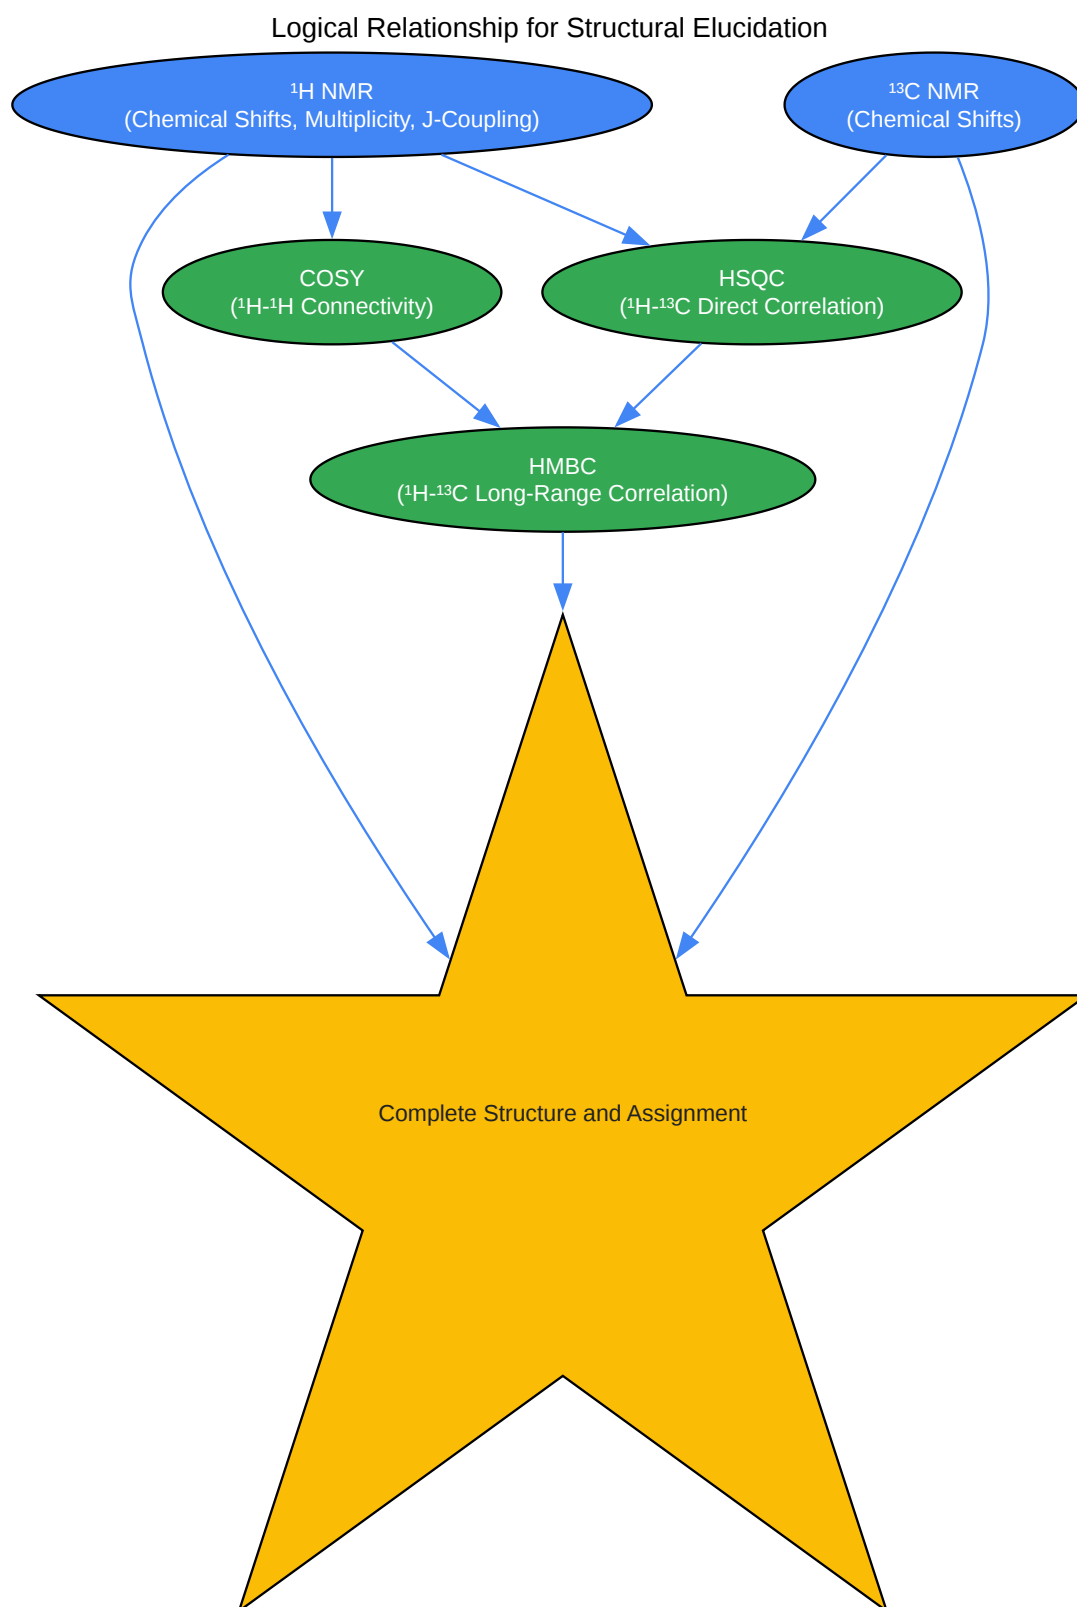 Logical Relationship for Structural Elucidation
¹H NMR
(Chemical Shifts, Multiplicity, J-Coupling)
¹³C NMR
(Chemical Shifts)
COSY
(¹H-¹H Connectivity)
HSQC
(¹H-¹³C Direct Correlation)
HMBC
(¹H-¹³C Long-Range Correlation)
Complete Structure and Assignment